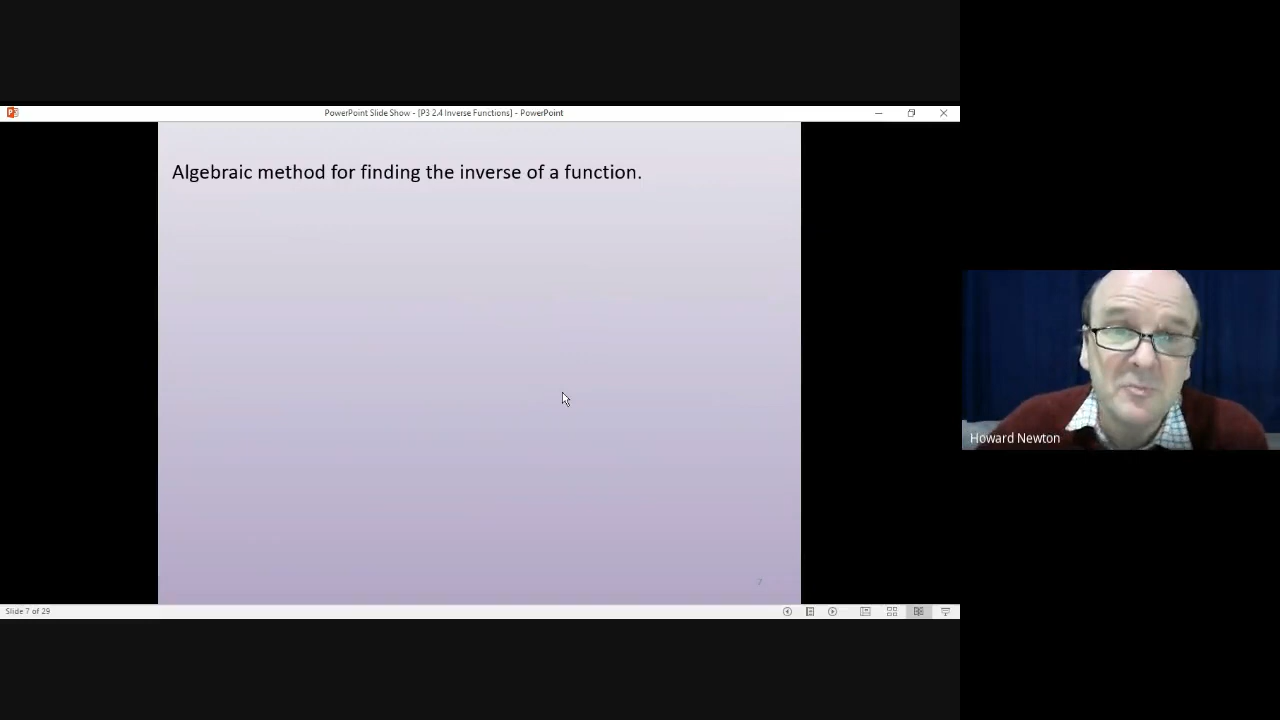 PowerPoint Slide Show - [P3 2.4 Inverse Functions] - PowerPoint
Algebraic method for finding the inverse of a function.
Howard Newton
7
Slide 7 of 29